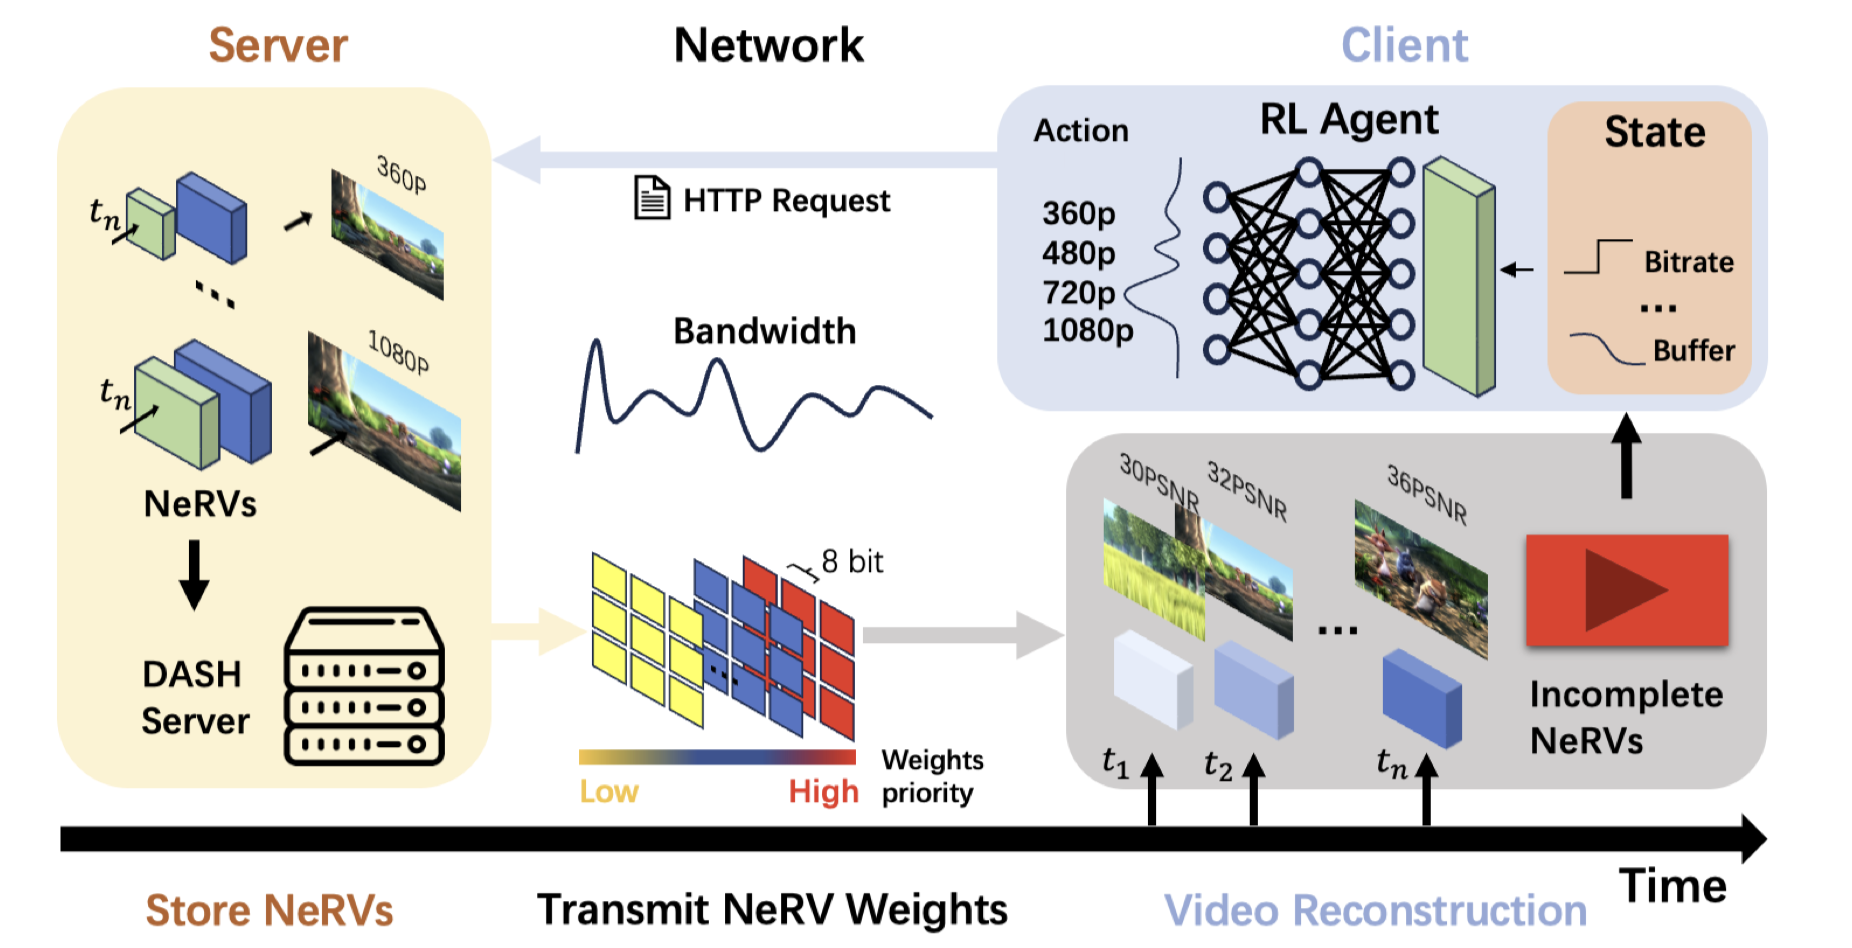 Server
Network
Client
360P
t_n
...
1080P
t_n
NeRVs
DASH
Server
HTTP Request
Bandwidth
8 bit
...
Low
High
Weights
priority
Action
360p
480p
720p
1080p
RL Agent
State
Bitrate
...
Buffer
30PSNR
32PSNR
36PSNR
...
t_1
t_2
t_n
Incomplete
NeRVs
Time
Store NeRVs
Transmit NeRV Weights
Video Reconstruction